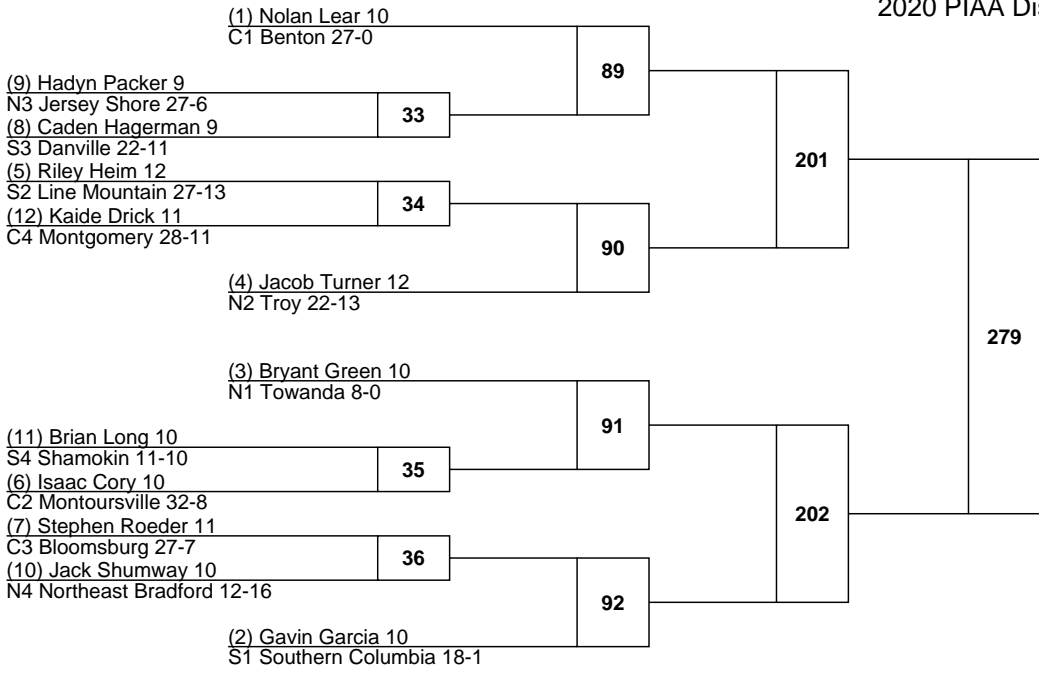 2020 PIAA Dis
(1) Nolan Lear 10
C1 Benton 27-0
89
(9) Hadyn Packer 9
N3 Jersey Shore 27-6
33
(8) Caden Hagerman 9
S3 Danville 22-11
201
(5) Riley Heim 12
S2 Line Mountain 27-13
34
(12) Kaide Drick 11
C4 Montgomery 28-11
90
(4) Jacob Turner 12
N2 Troy 22-13
279
(3) Bryant Green 10
N1 Towanda 8-0
91
(11) Brian Long 10
S4 Shamokin 11-10
35
(6) Isaac Cory 10
C2 Montoursville 32-8
202
(7) Stephen Roeder 11
C3 Bloomsburg 27-7
36
(10) Jack Shumway 10
N4 Northeast Bradford 12-16
92
(2) Gavin Garcia 10
S1 Southern Columbia 18-1